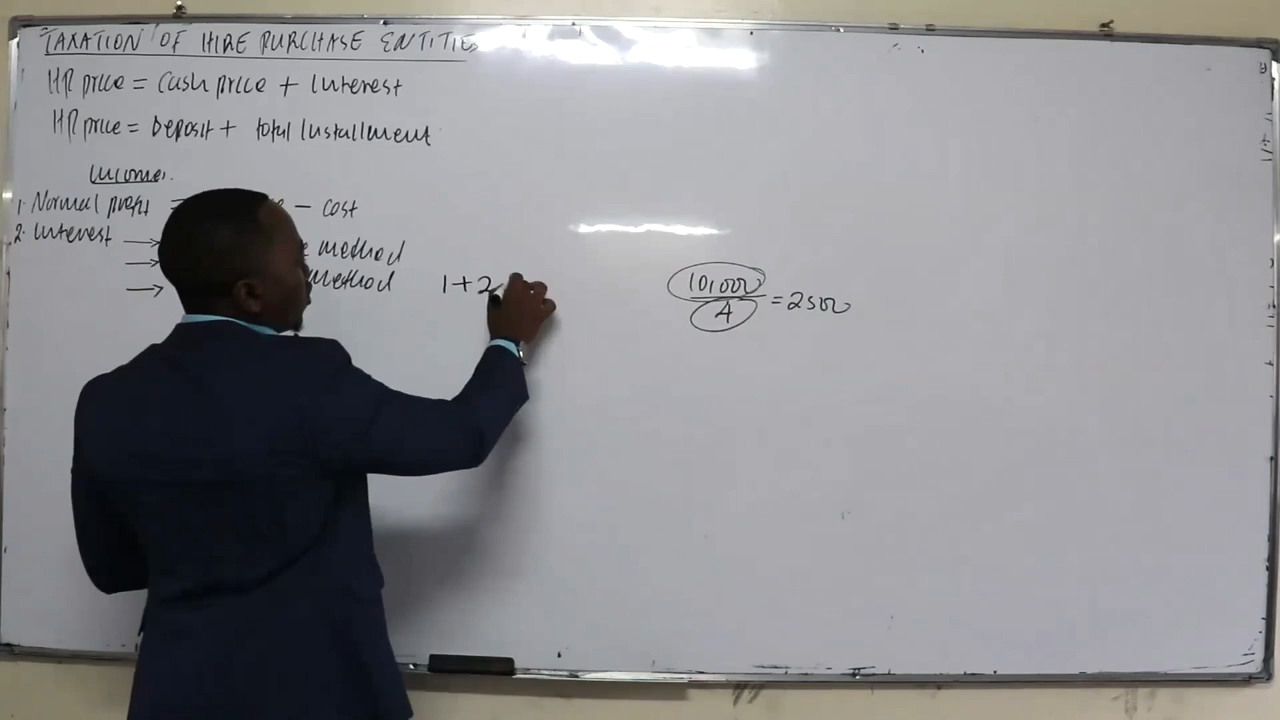 TAXATION OF HIRE PURCHASE ENTITIES
HP price = Cash price + Interest
HP price = Deposit + total Installment
Income.
1. Normal profit = - cost
2. Interest → method
→ method
→ 1+2
10,000
4
= 2500